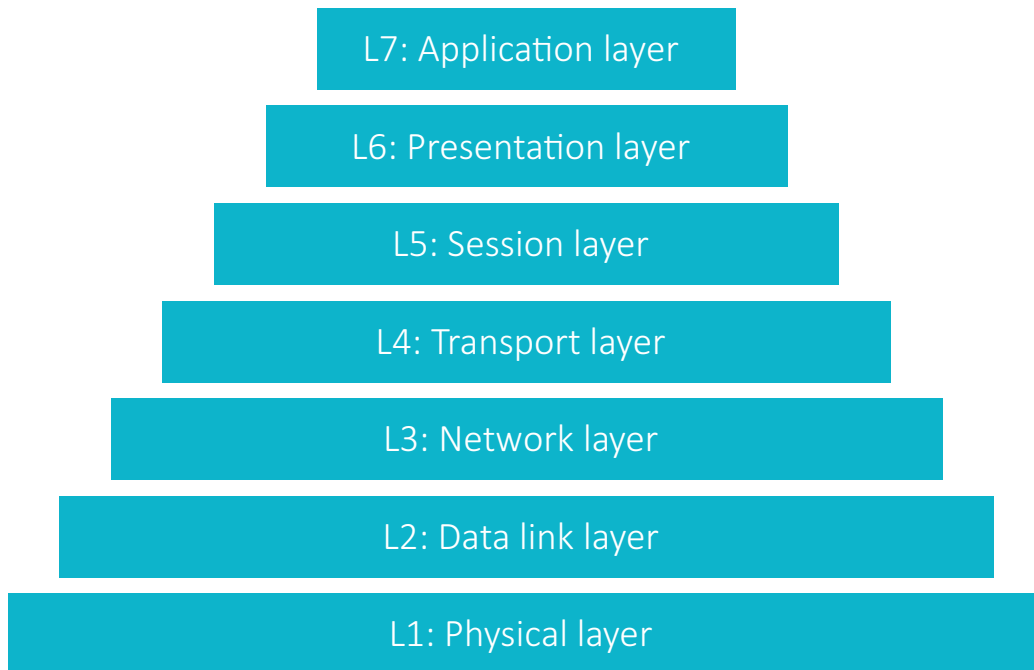 L7: Application layer
L6: Presentation layer
L5: Session layer
L4: Transport layer
L3: Network layer
L2: Data link layer
L1: Physical layer